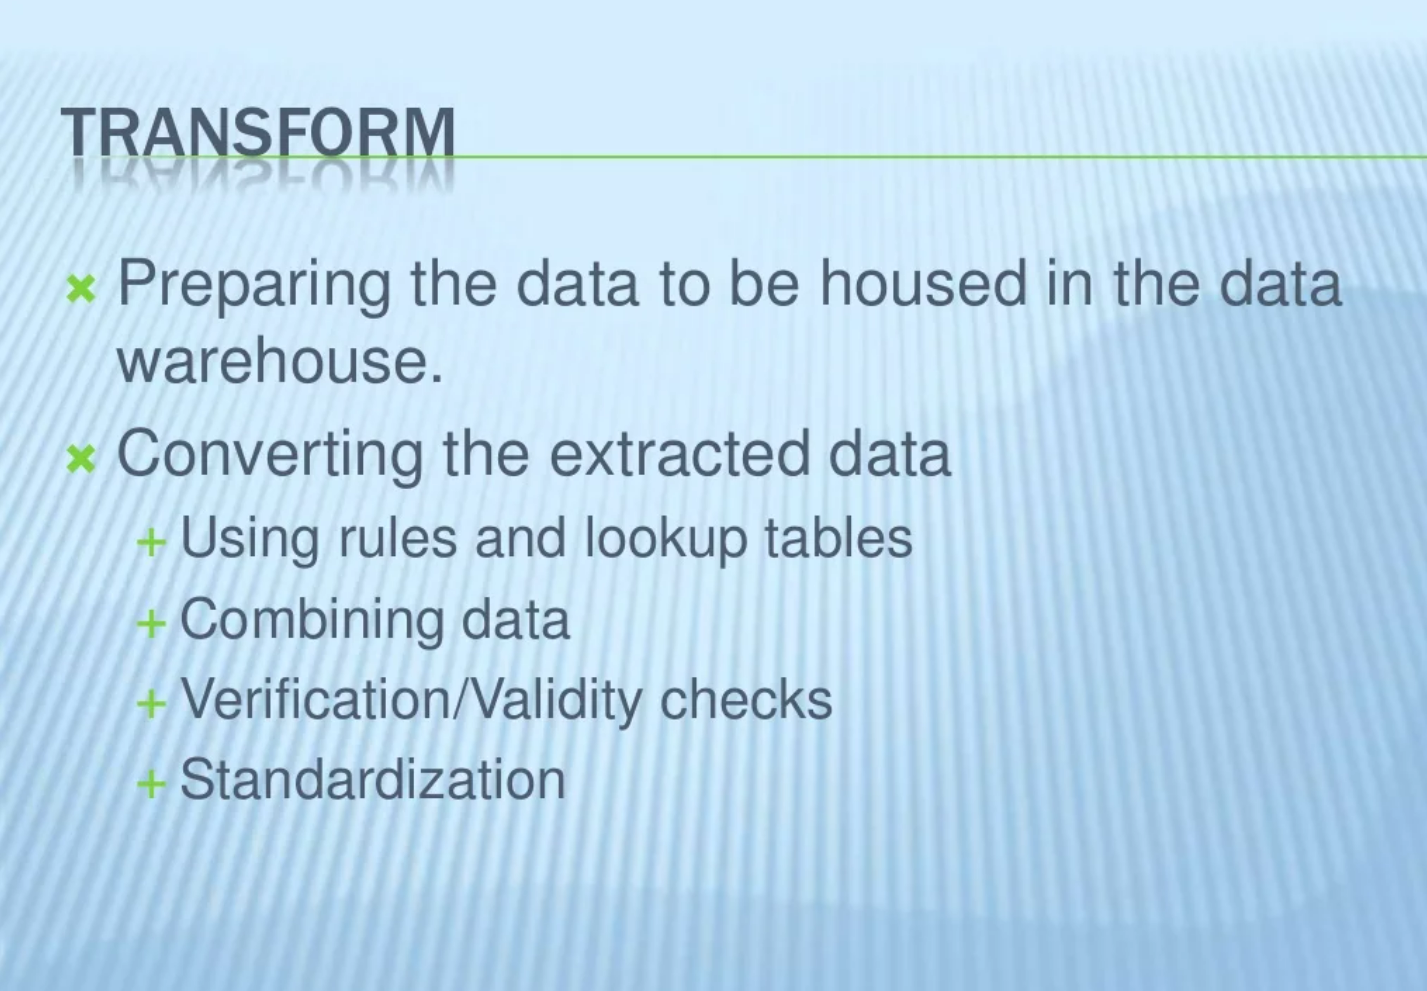 TRANSFORM
Preparing the data to be housed in the data
warehouse.
Converting the extracted data
Using rules and lookup tables
Combining data
Verification/Validity checks
Standardization